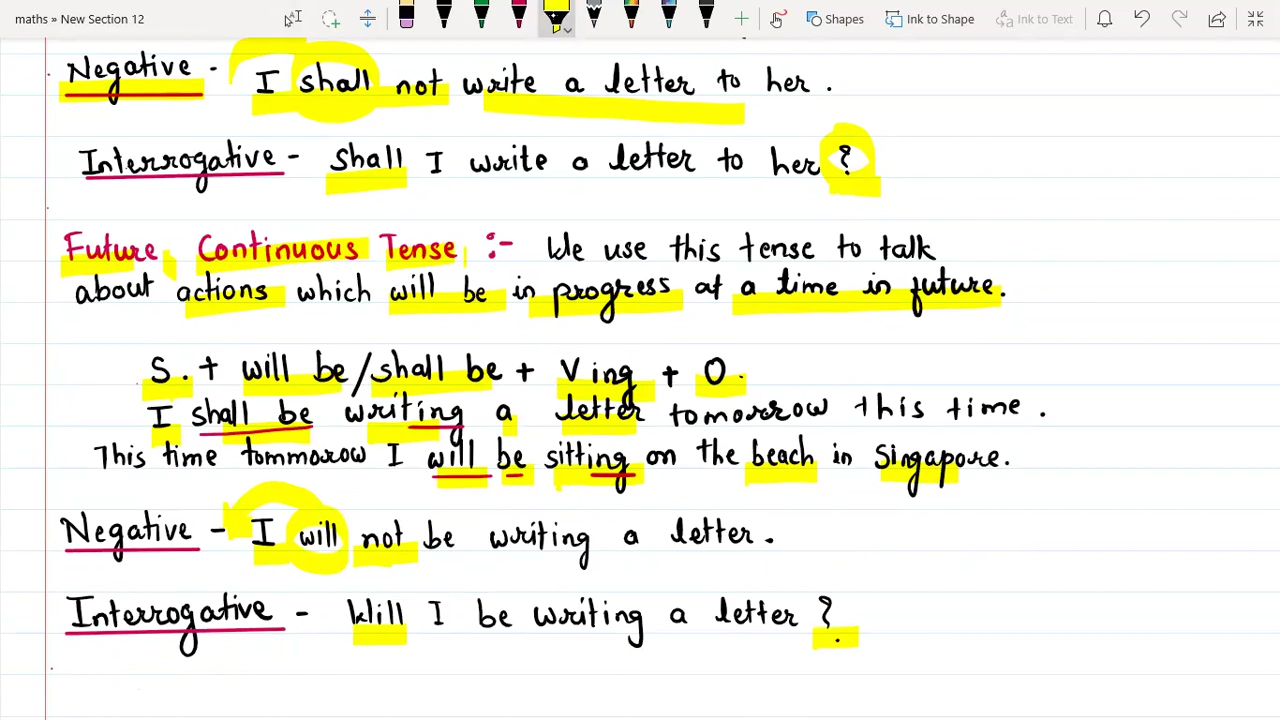 maths » New Section 12
Shapes
Ink to Shape
Ink to Text
Negative - I shall not write a letter to her.
Interrogative - Shall I write a letter to her ?
Future Continuous Tense :- We use this tense to talk
about actions which will be in progress at a time in future.
S. + will be/shall be + Ving + O.
I shall be writing a letter tomorrow this time.
This time tommorow I will be sitting on the beach in Singapore.
Negative - I will not be writing a letter.
Interrogative - Will I be writing a letter ?